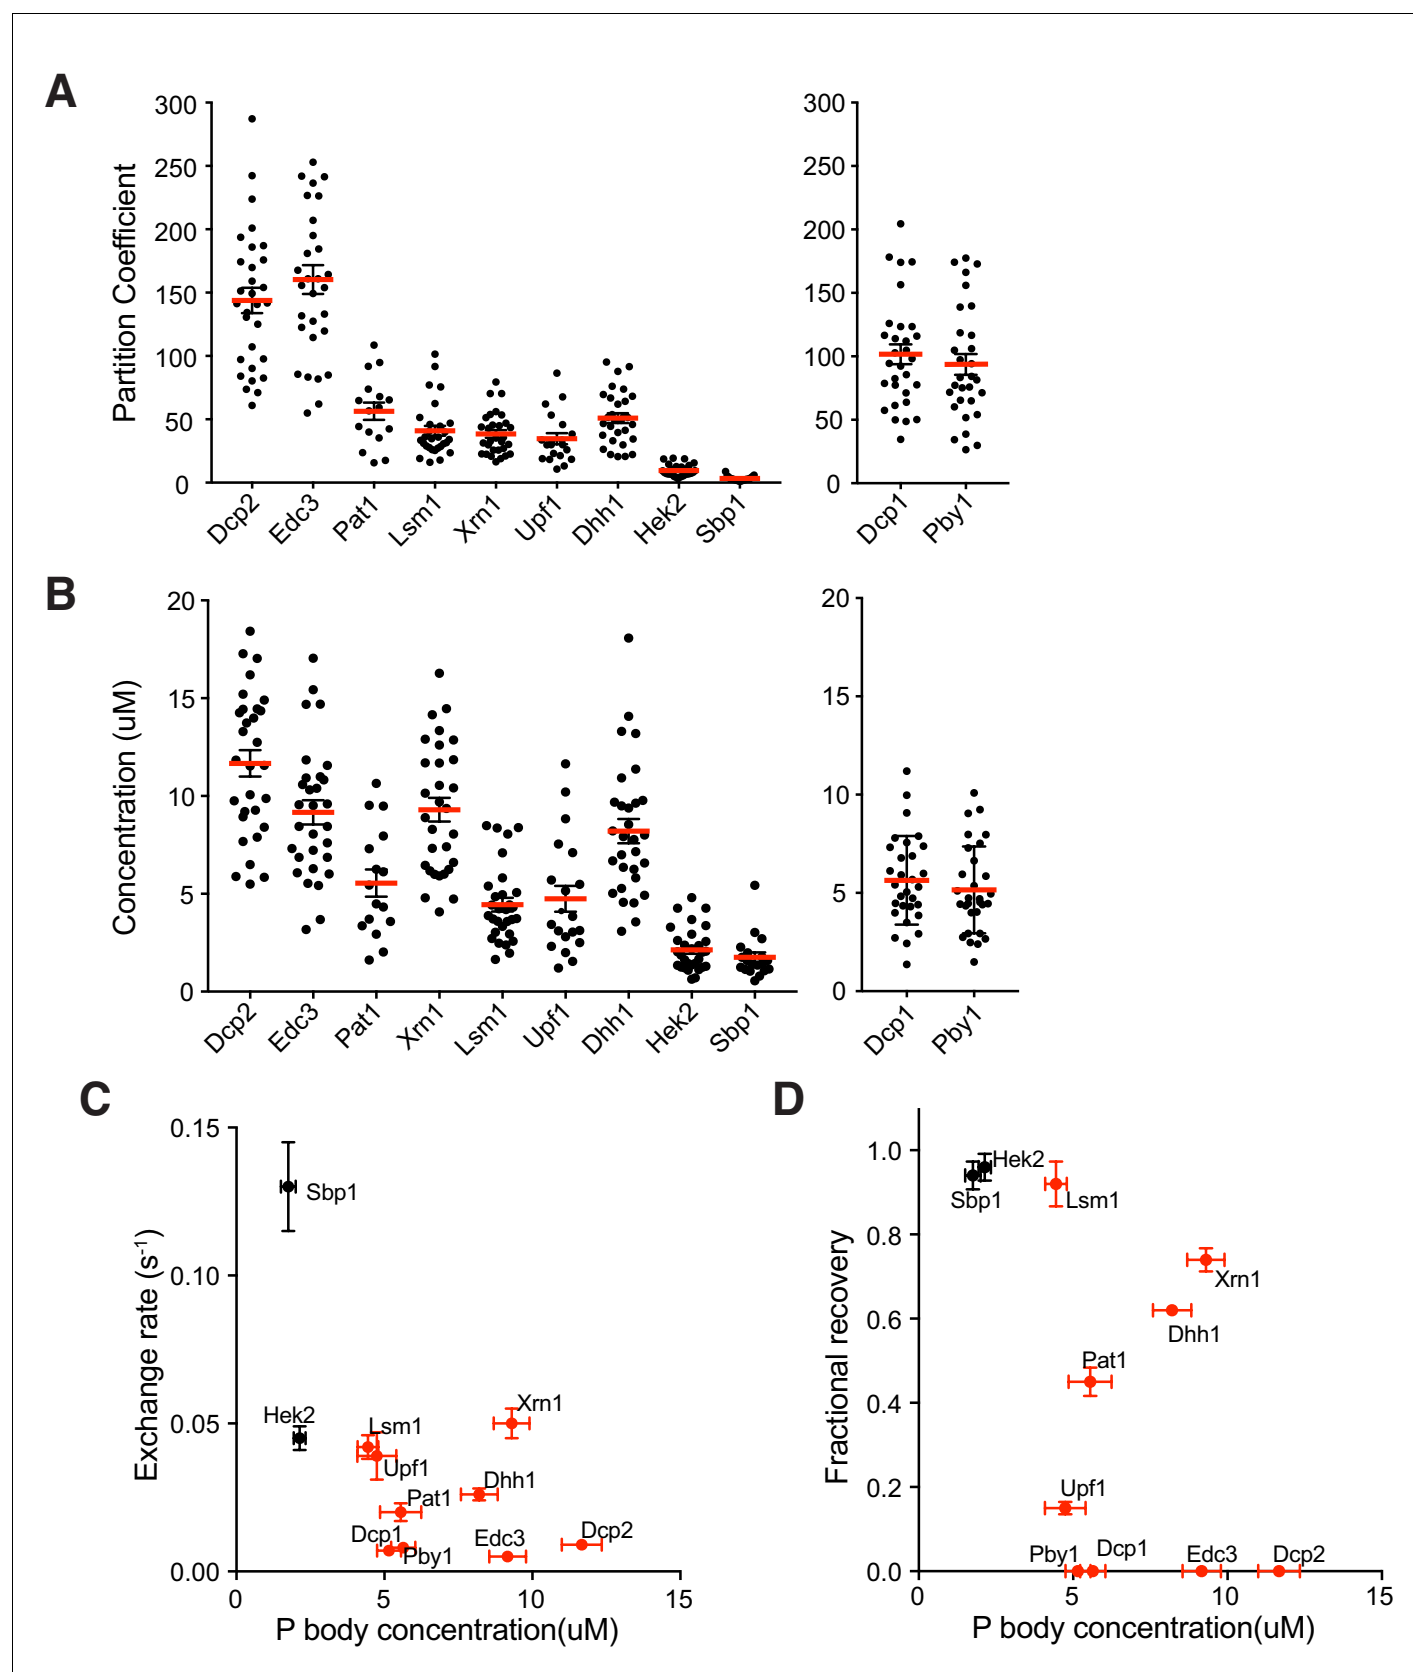 A
Partition Coefficient
300
250
200
150
100
50
0
Dcp2 Edc3 Pat1 Lsm1 Xrn1 Upf1 Dhh1 Hek2 Sbp1
300
250
200
150
100
50
0
Dcp1 Pby1
B
Concentration (uM)
20
15
10
5
0
Dcp2 Edc3 Pat1 Xrn1 Lsm1 Upf1 Dhh1 Hek2 Sbp1
20
15
10
5
0
Dcp1 Pby1
C
Exchange rate (s⁻¹)
0.15
0.10
0.05
0.00
Sbp1
Hek2
Lsm1
Upf1
Xrn1
Pat1
Dhh1
Dcp1
Pby1
Edc3
Dcp2
0 5 10 15
P body concentration(uM)
D
Fractional recovery
1.0
0.8
0.6
0.4
0.2
0.0
Hek2
Sbp1
Lsm1
Xrn1
Dhh1
Pat1
Upf1
Pby1
Dcp1
Edc3
Dcp2
0 5 10 15
P body concentration(uM)